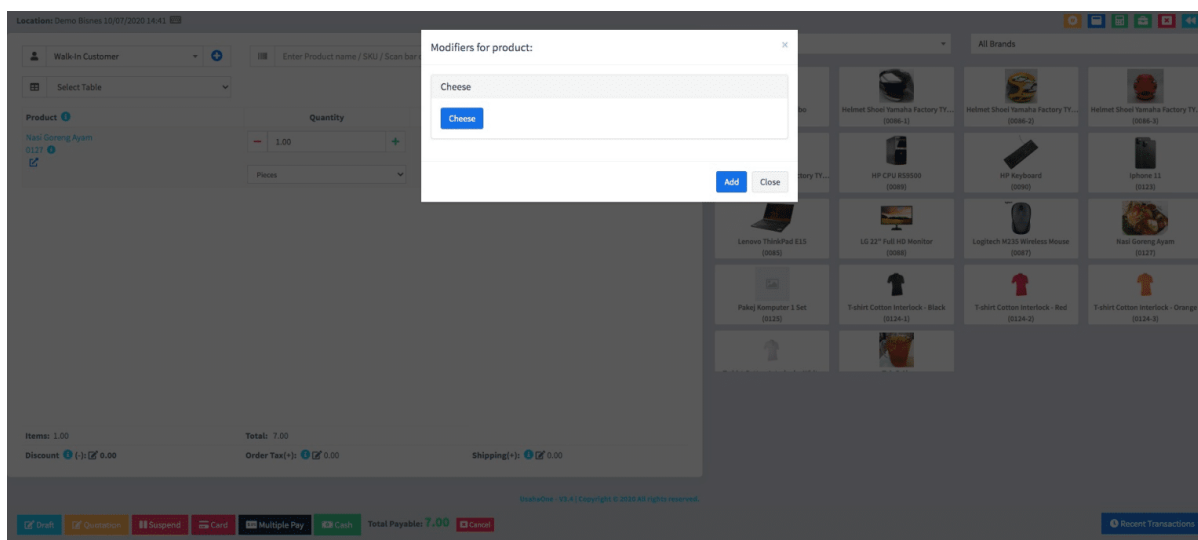 Location: Demo Bisnes 10/07/2020 14:41
Walk-In Customer
Enter Product name / SKU / Scan bar
All Brands
Select Table
Product
Quantity
Nasi Goreng Ayam
0127
1.00
Pieces
Modifiers for product:
×
Cheese
Cheese
Add
Close
Helmet Shoei Yamaha Factory TY...
(0086-1)
Helmet Shoei Yamaha Factory TY...
(0086-2)
Helmet Shoei Yamaha Factory TY...
(0086-3)
HP CPU RS9500
(0089)
HP Keyboard
(0090)
Iphone 11
(0123)
Lenovo ThinkPad E15
(0085)
LG 22" Full HD Monitor
(0088)
Logitech M235 Wireless Mouse
(0087)
Nasi Goreng Ayam
(0127)
Pakej Komputer 1 Set
(0125)
T-shirt Cotton Interlock - Black
(0124-1)
T-shirt Cotton Interlock - Red
(0124-2)
T-shirt Cotton Interlock - Orange
(0124-3)
Items: 1.00
Total: 7.00
Discount (-): 0.00
Order Tax(+): 0.00
Shipping(+): 0.00
Draft
Quotation
Suspend
Card
Multiple Pay
Cash
Total Payable: 7.00
Cancel
Recent Transactions